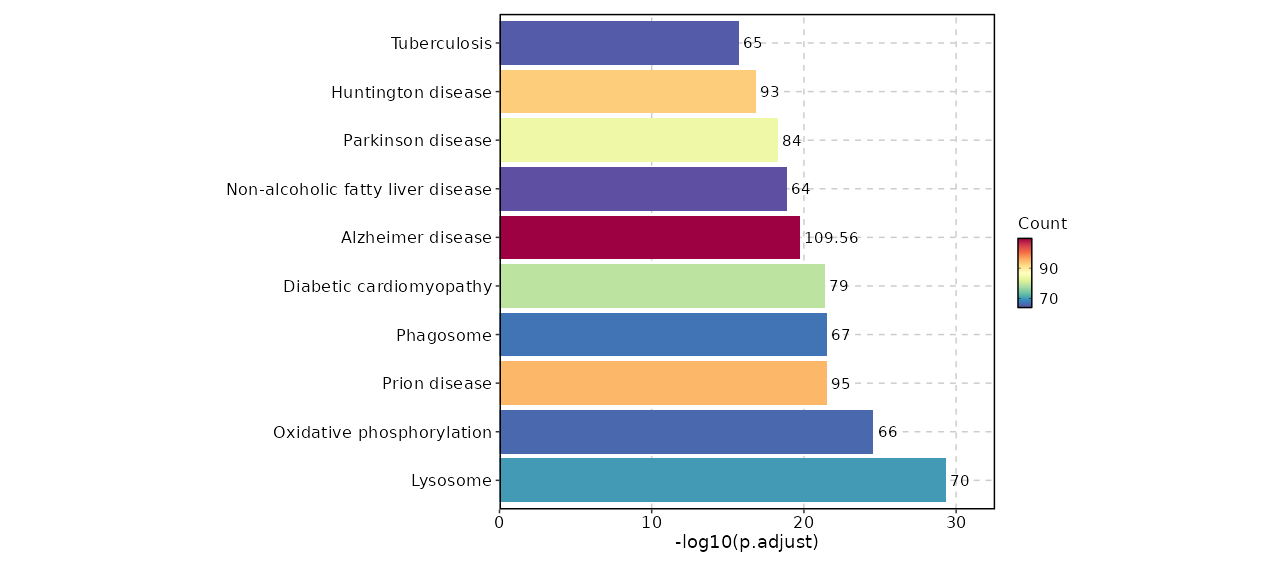 Tuberculosis 65
Huntington disease 93
Parkinson disease 84
Non-alcoholic fatty liver disease 64
Alzheimer disease 109.56
Diabetic cardiomyopathy 79
Phagosome 67
Prion disease 95
Oxidative phosphorylation 66
Lysosome 70
0 10 20 30
-log10(p.adjust)
Count
90
70